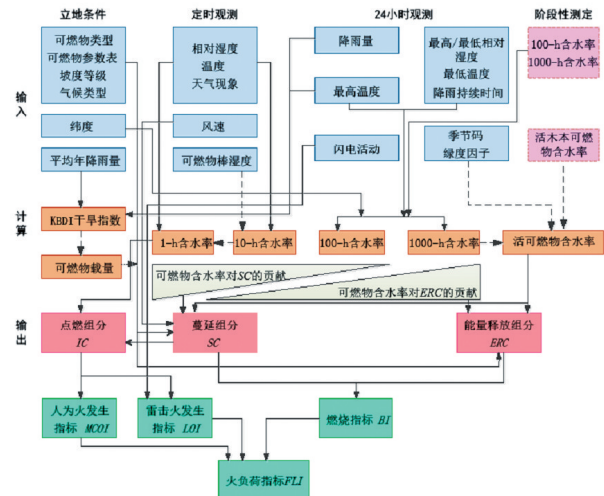 立地条件
定时观测
24小时观测
阶段性测定
可燃物类型
可燃物参数表
坡度等级
气候类型
相对湿度
温度
天气现象
降雨量
最高/最低相对
湿度
最低温度
降雨持续时间
100-h含水率
1000-h含水率
输
入
最高温度
纬度
风速
平均年降雨量
可燃物棒湿度
闪电活动
季节码
绿度因子
活木本可燃
物含水率
计
算
KBDI干旱指数
1-h含水率
10-h含水率
100-h含水率
1000-h含水率
活可燃物含水率
可燃物载量
可燃物含水率对SC的贡献
可燃物含水率对ERC的贡献
输
出
点燃组分
IC
蔓延组分
SC
能量释放组分
ERC
人为火发生
指标 MCOI
雷击火发生
指标 LOI
燃烧指标 BI
火负荷指标FLI